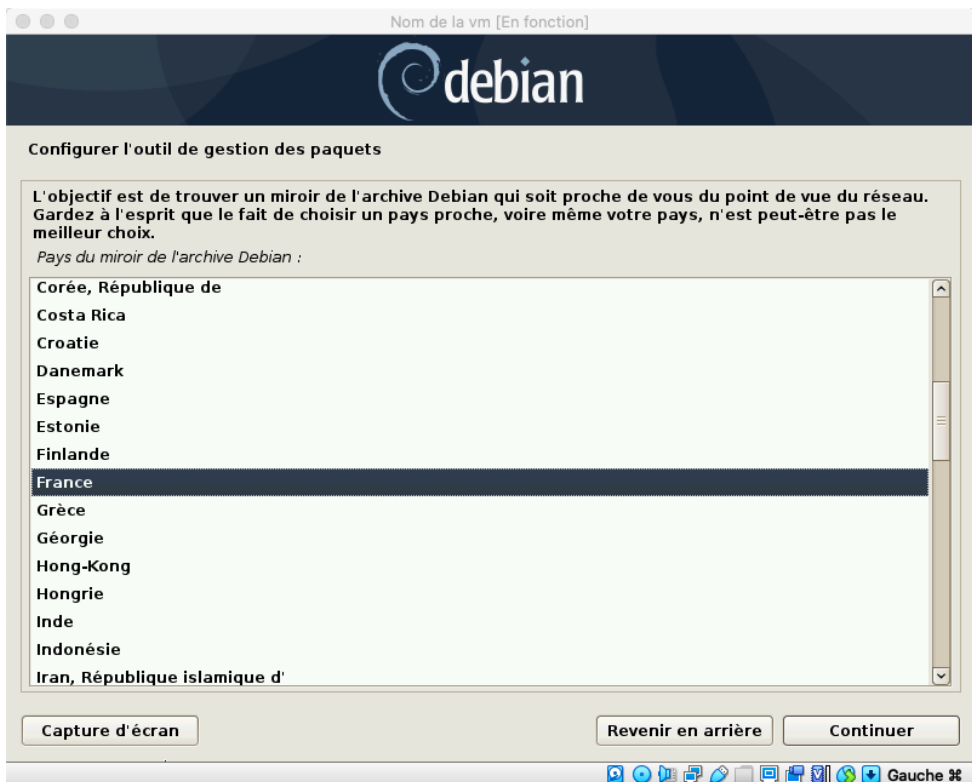 Nom de la vm [En fonction]
debian
Configurer l'outil de gestion des paquets
L'objectif est de trouver un miroir de l'archive Debian qui soit proche de vous du point de vue du réseau.
Gardez à l'esprit que le fait de choisir un pays proche, voire même votre pays, n'est peut-être pas le
meilleur choix.
Pays du miroir de l'archive Debian :
Corée, République de
Costa Rica
Croatie
Danemark
Espagne
Estonie
Finlande
France
Grèce
Géorgie
Hong-Kong
Hongrie
Inde
Indonésie
Iran, République islamique d'
Capture d'écran
Revenir en arrière
Continuer
Gauche ⌘